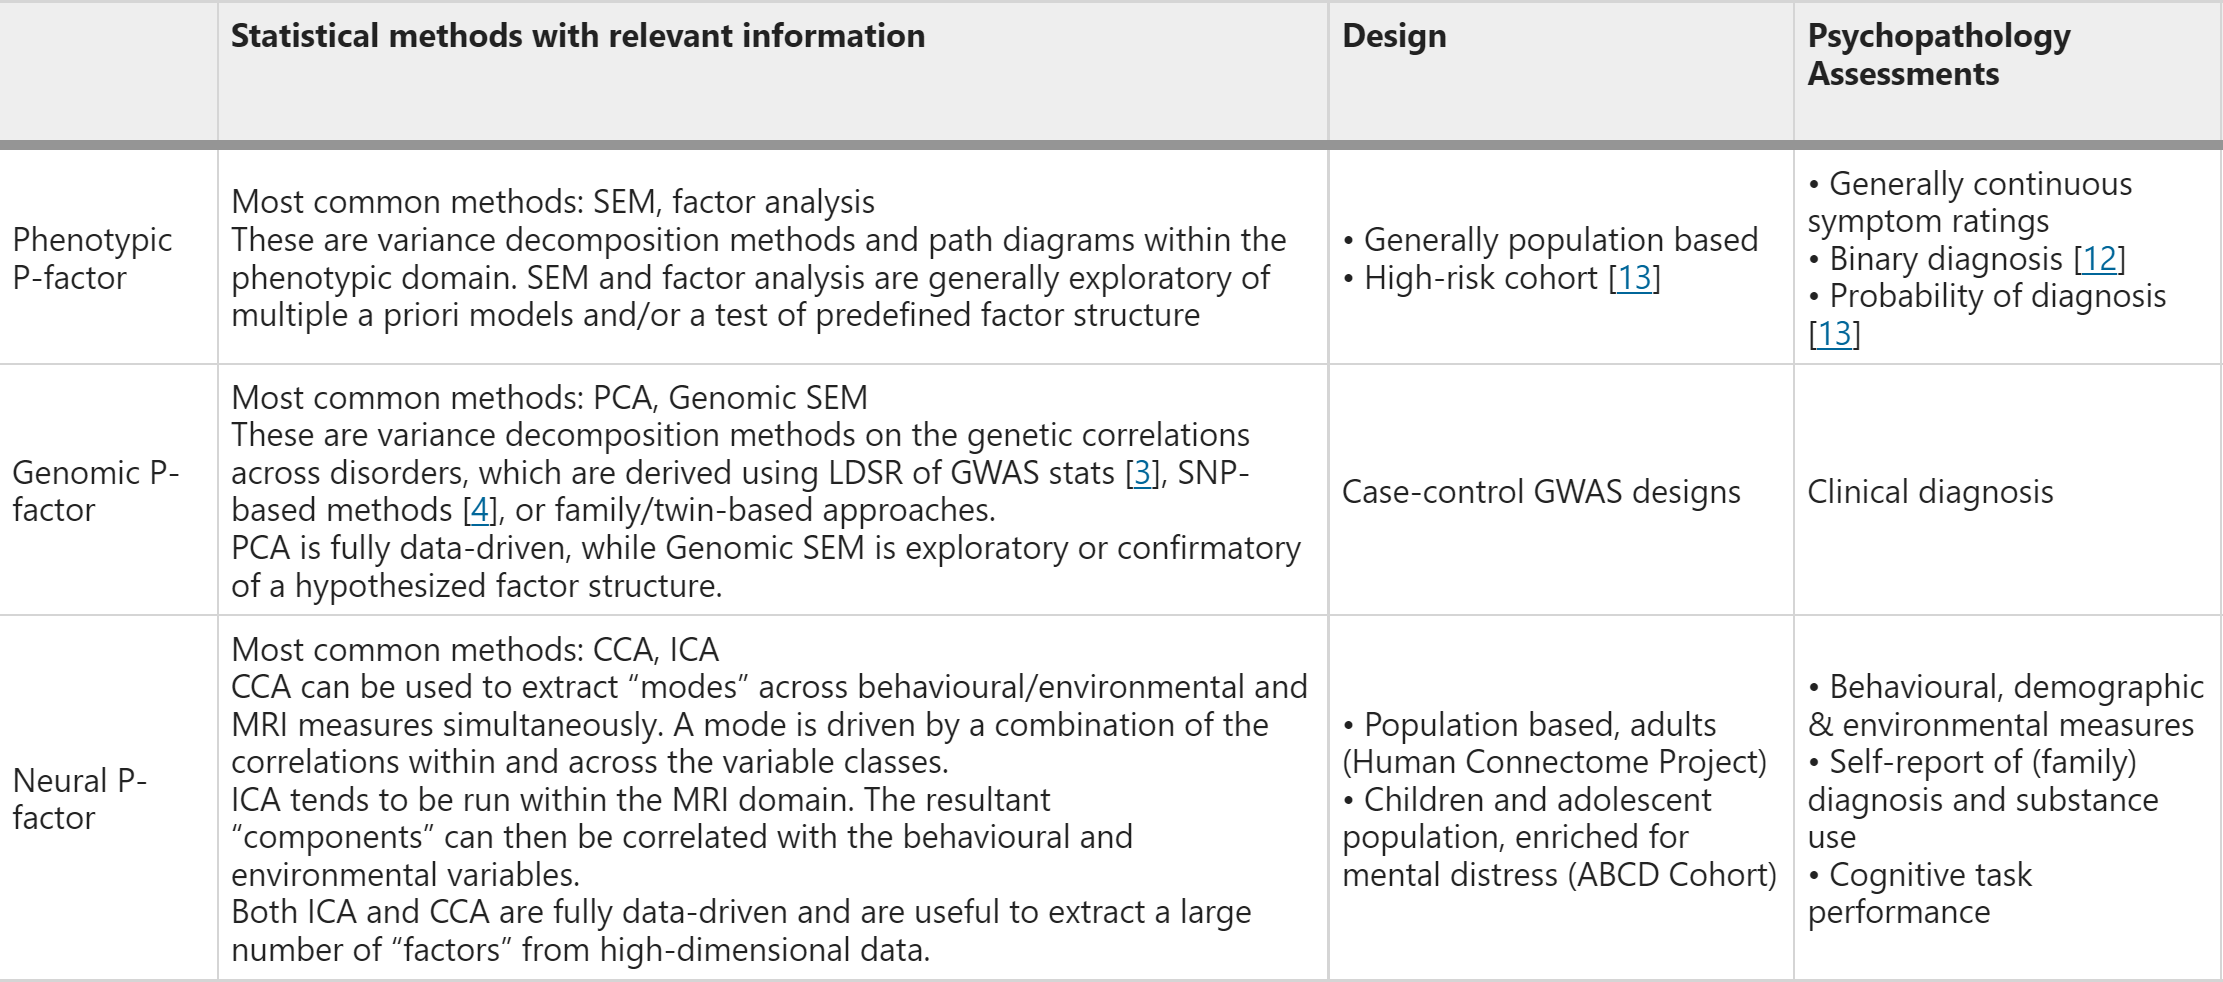 Statistical methods with relevant information
Design
Psychopathology
Assessments
Phenotypic
P-factor
Most common methods: SEM, factor analysis
These are variance decomposition methods and path diagrams within the
phenotypic domain. SEM and factor analysis are generally exploratory of
multiple a priori models and/or a test of predefined factor structure
• Generally population based
• High-risk cohort [13]
• Generally continuous
symptom ratings
• Binary diagnosis [12]
• Probability of diagnosis
[13]
Genomic P-
factor
Most common methods: PCA, Genomic SEM
These are variance decomposition methods on the genetic correlations
across disorders, which are derived using LDSR of GWAS stats [3], SNP-
based methods [4], or family/twin-based approaches.
PCA is fully data-driven, while Genomic SEM is exploratory or confirmatory
of a hypothesized factor structure.
Case-control GWAS designs
Clinical diagnosis
Neural P-
factor
Most common methods: CCA, ICA
CCA can be used to extract “modes” across behavioural/environmental and
MRI measures simultaneously. A mode is driven by a combination of the
correlations within and across the variable classes.
ICA tends to be run within the MRI domain. The resultant
“components” can then be correlated with the behavioural and
environmental variables.
Both ICA and CCA are fully data-driven and are useful to extract a large
number of “factors” from high-dimensional data.
• Population based, adults
(Human Connectome Project)
• Children and adolescent
population, enriched for
mental distress (ABCD Cohort)
• Behavioural, demographic
& environmental measures
• Self-report of (family)
diagnosis and substance
use
• Cognitive task
performance